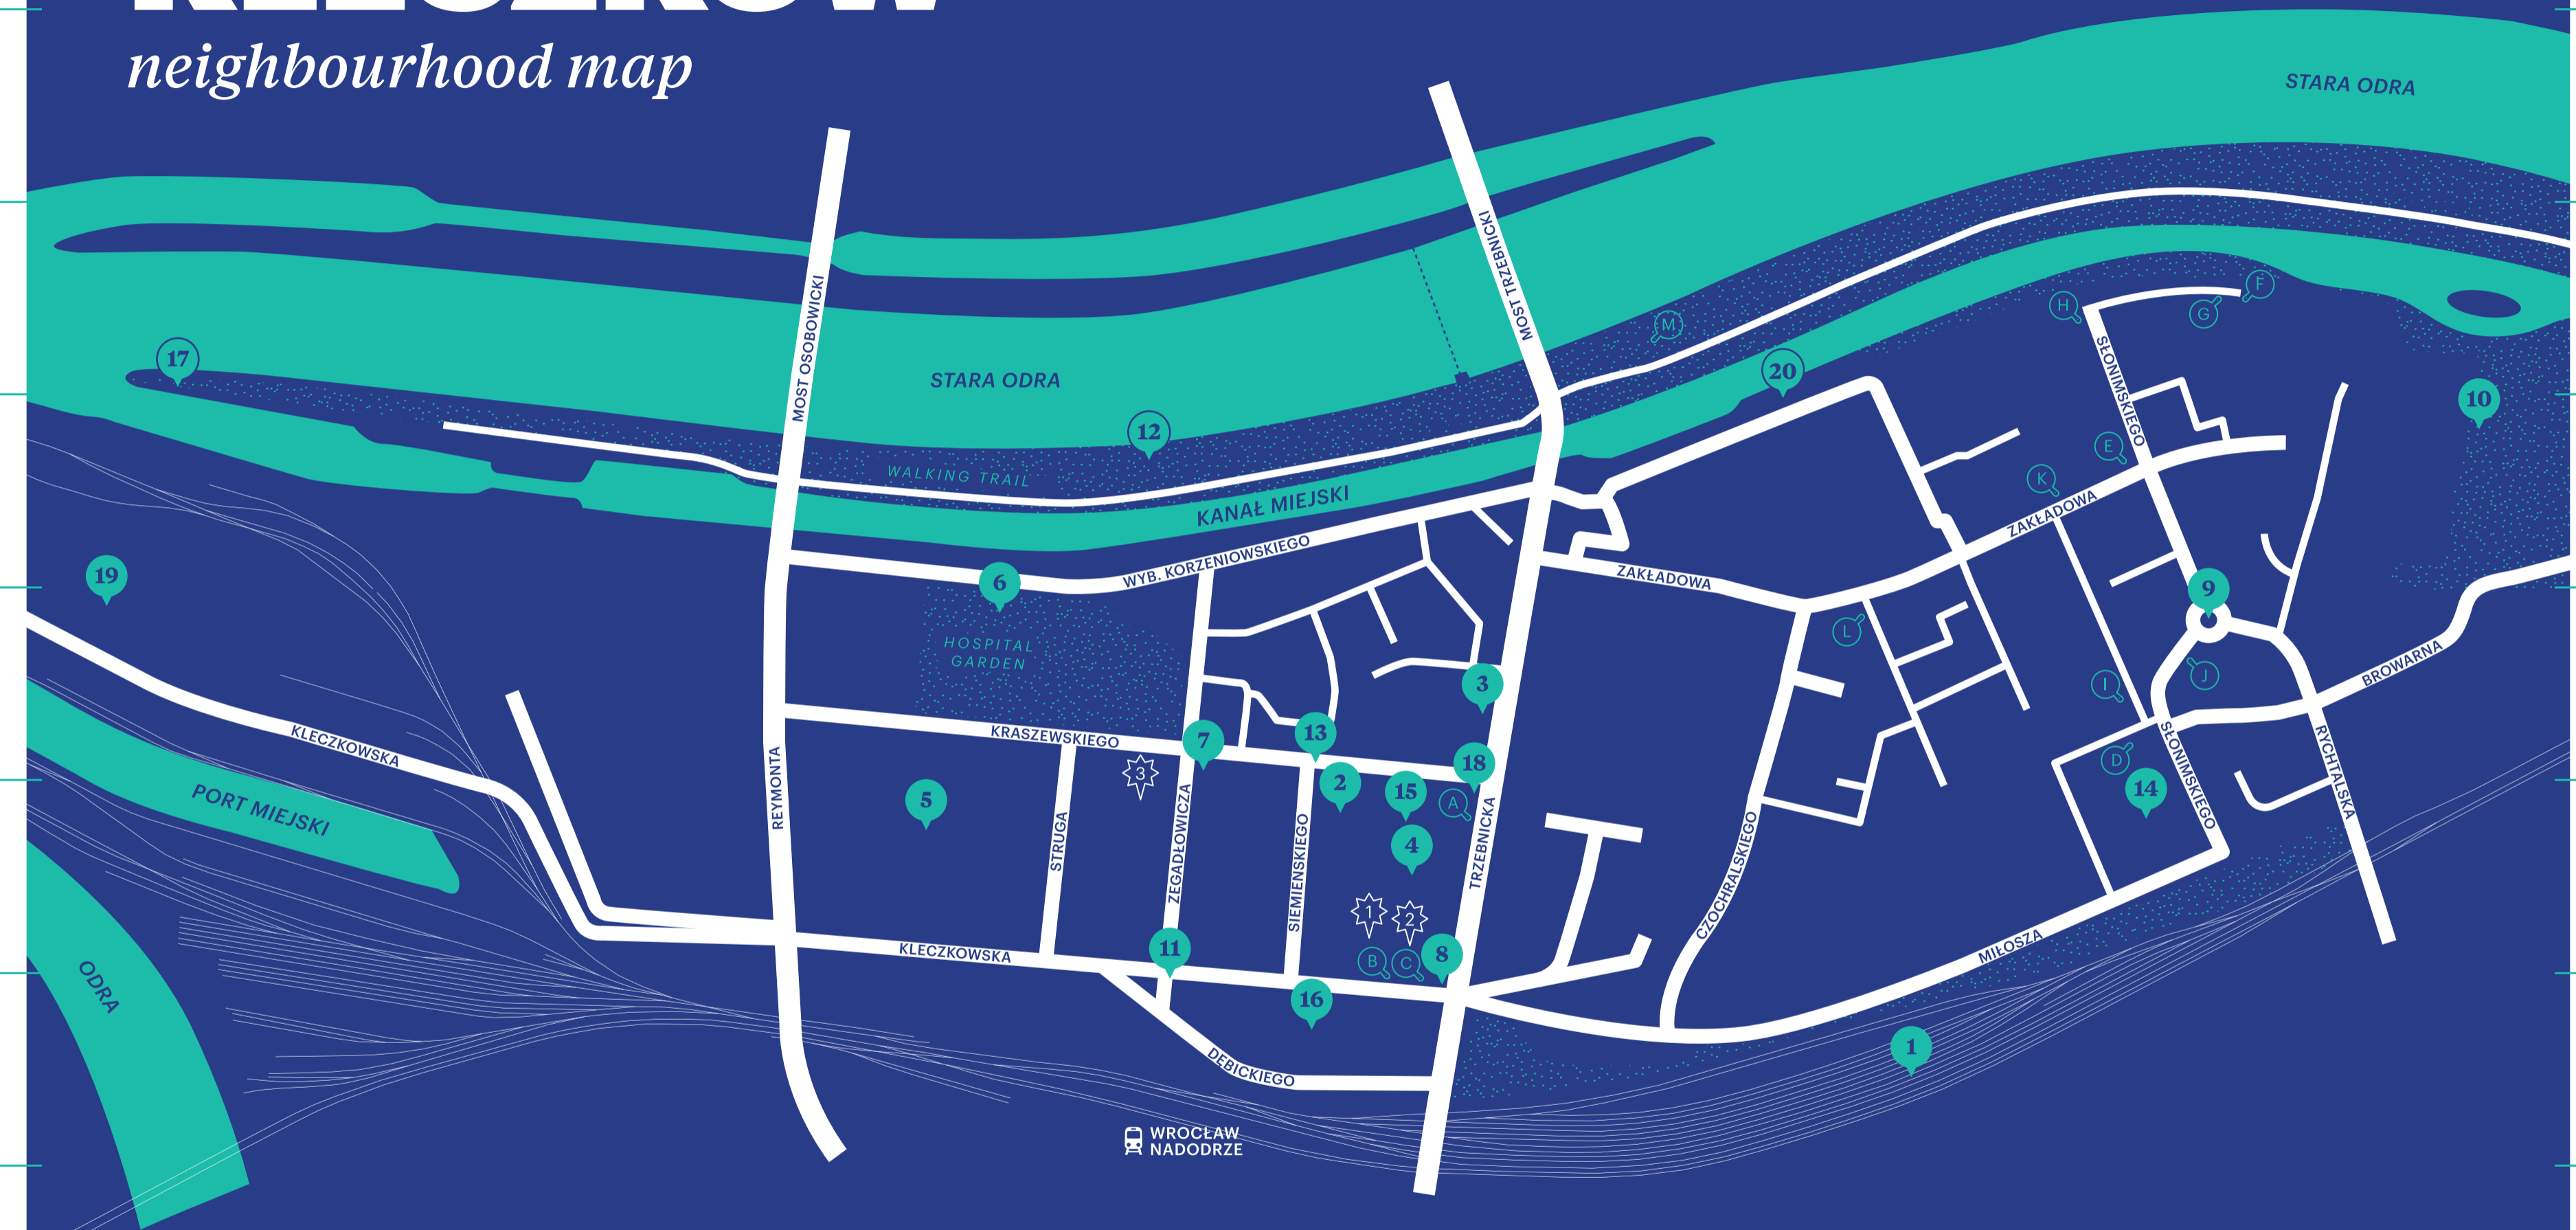 neighbourhood map
STARA ODRA
MOST TRZEBNICKI
MOST OSOBOWICKI
F
H
G
M
17
20
STARA ODRA
10
12
SŁONIMSKIEGO
E
WALKING TRAIL
K
KANAŁ MIEJSKI
ZAKŁADOWA
WYB. KORZENIOWSKIEGO
19
6
ZAKŁADOWA
9
L
HOSPITAL
GARDEN
BROWARNA
J
3
I
KRASZEWSKIEGO
7
13
KLECZKOWSKA
3
18
D
SŁONIMSKIEGO
RYCHTALSKA
REYMONTA
2
15
A
14
5
PORT MIEJSKI
STRUGA
ZEGADŁOWICZA
SIEMIEŃSKIEGO
4
TRZEBNICKA
CZOCHRALSKIEGO
1
2
KLECZKOWSKA
11
B
C
8
MIŁOSZA
ODRA
16
1
DĘBICKIEGO
WROCŁAW
NADODRZE